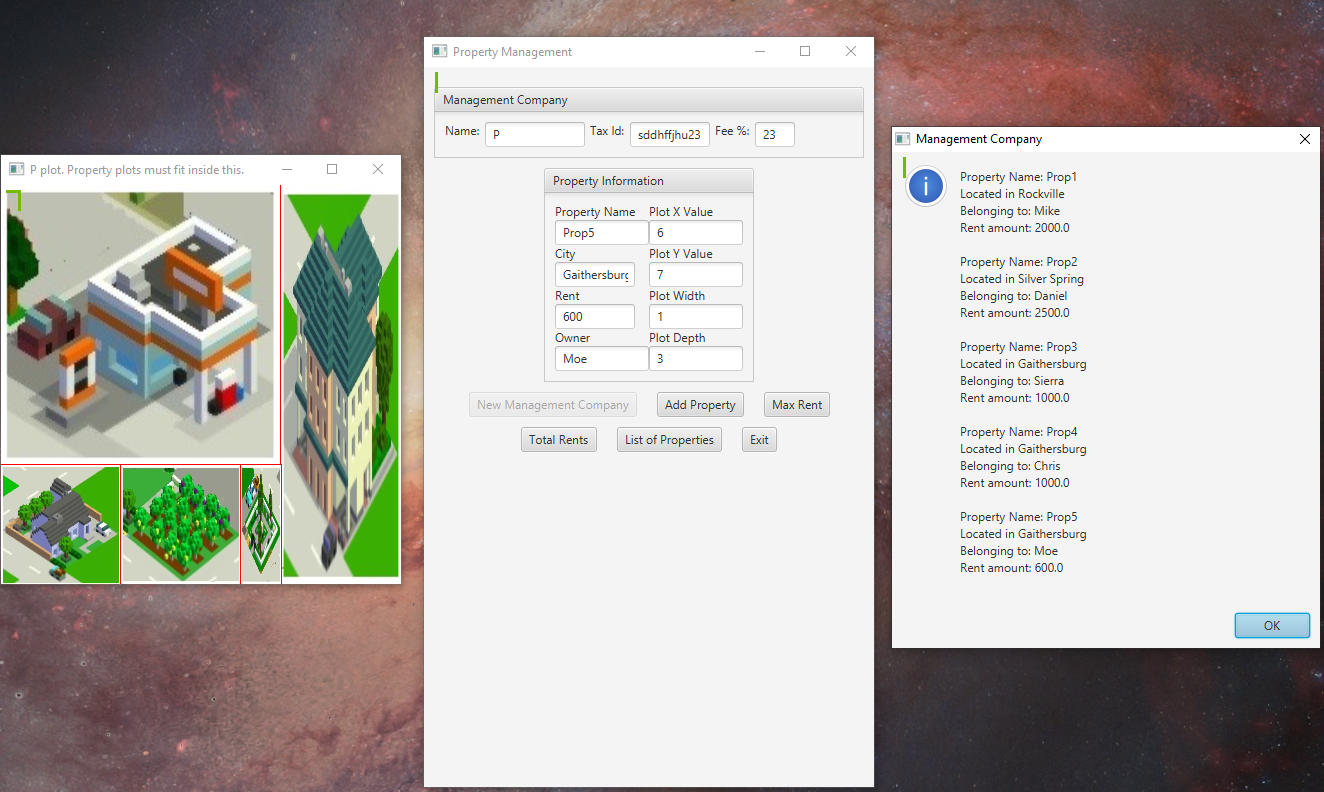 P plot. Property plots must fit inside this.
Property Management
Management Company
Name: P Tax Id: sddhffjhu23 Fee %: 23
Property Information
Property Name Plot X Value
Prop5 6
City Plot Y Value
Gaithersburg 7
Rent Plot Width
600 1
Owner Plot Depth
Moe 3
New Management Company Add Property Max Rent
Total Rents List of Properties Exit
Management Company
Property Name: Prop1
Located in Rockville
Belonging to: Mike
Rent amount: 2000.0
Property Name: Prop2
Located in Silver Spring
Belonging to: Daniel
Rent amount: 2500.0
Property Name: Prop3
Located in Gaithersburg
Belonging to: Sierra
Rent amount: 1000.0
Property Name: Prop4
Located in Gaithersburg
Belonging to: Chris
Rent amount: 1000.0
Property Name: Prop5
Located in Gaithersburg
Belonging to: Moe
Rent amount: 600.0
OK